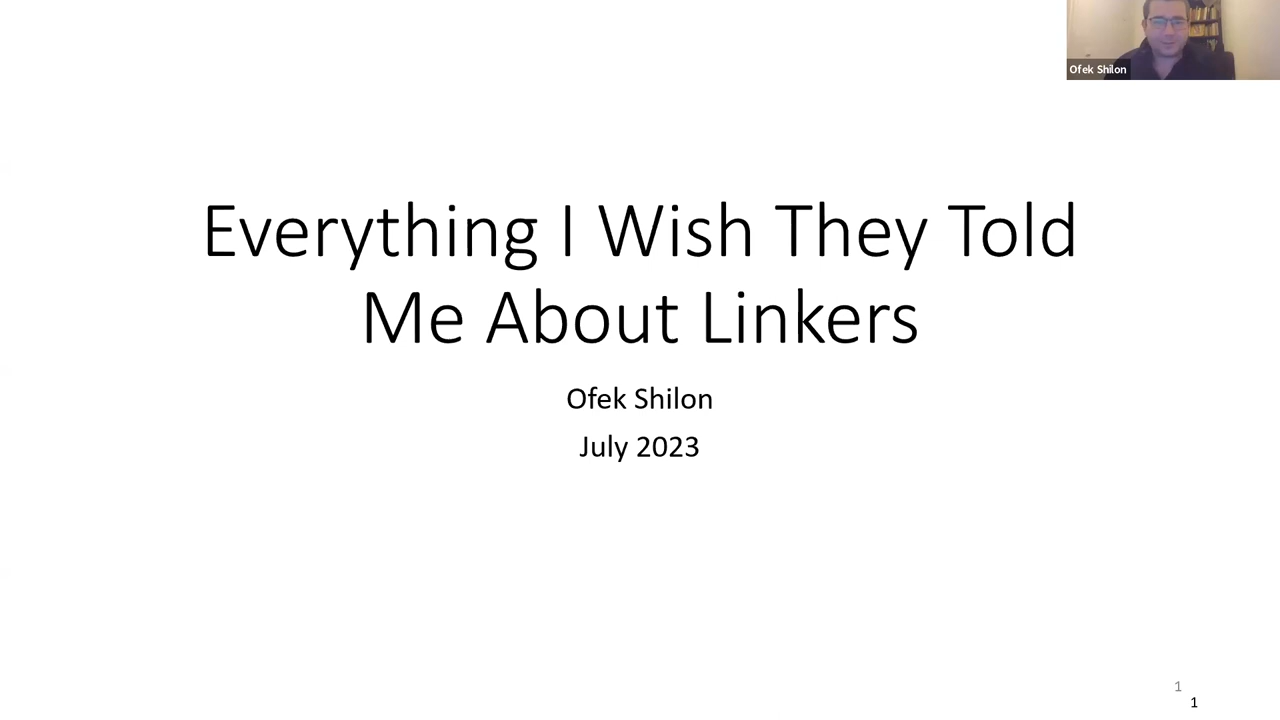 Ofek Shilon
Everything I Wish They Told
Me About Linkers
Ofek Shilon
July 2023
1
1